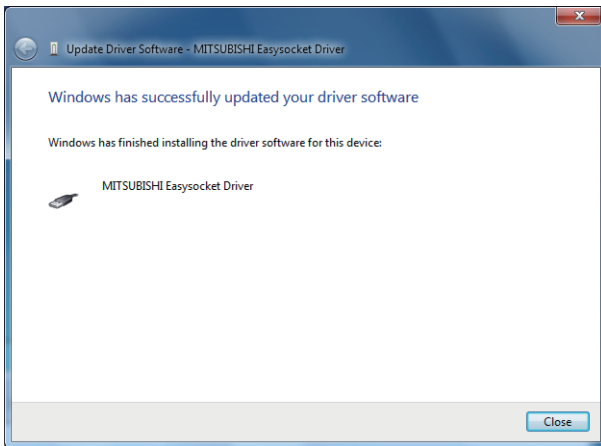 Update Driver Software - MITSUBISHI Easysocket Driver
Windows has successfully updated your driver software
Windows has finished installing the driver software for this device:
MITSUBISHI Easysocket Driver
Close